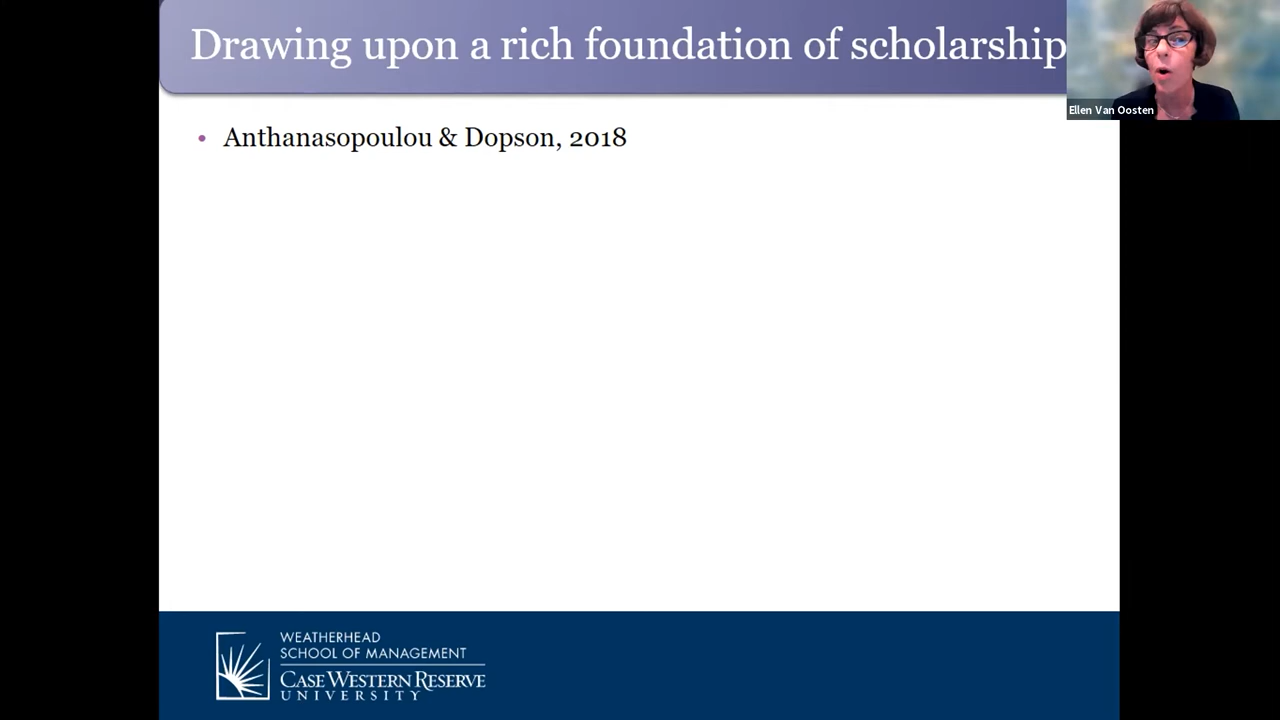 Drawing upon a rich foundation of scholarship
Ellen Van Oosten
• Anthanasopoulou & Dopson, 2018
WEATHERHEAD
SCHOOL OF MANAGEMENT
CASE WESTERN RESERVE
UNIVERSITY